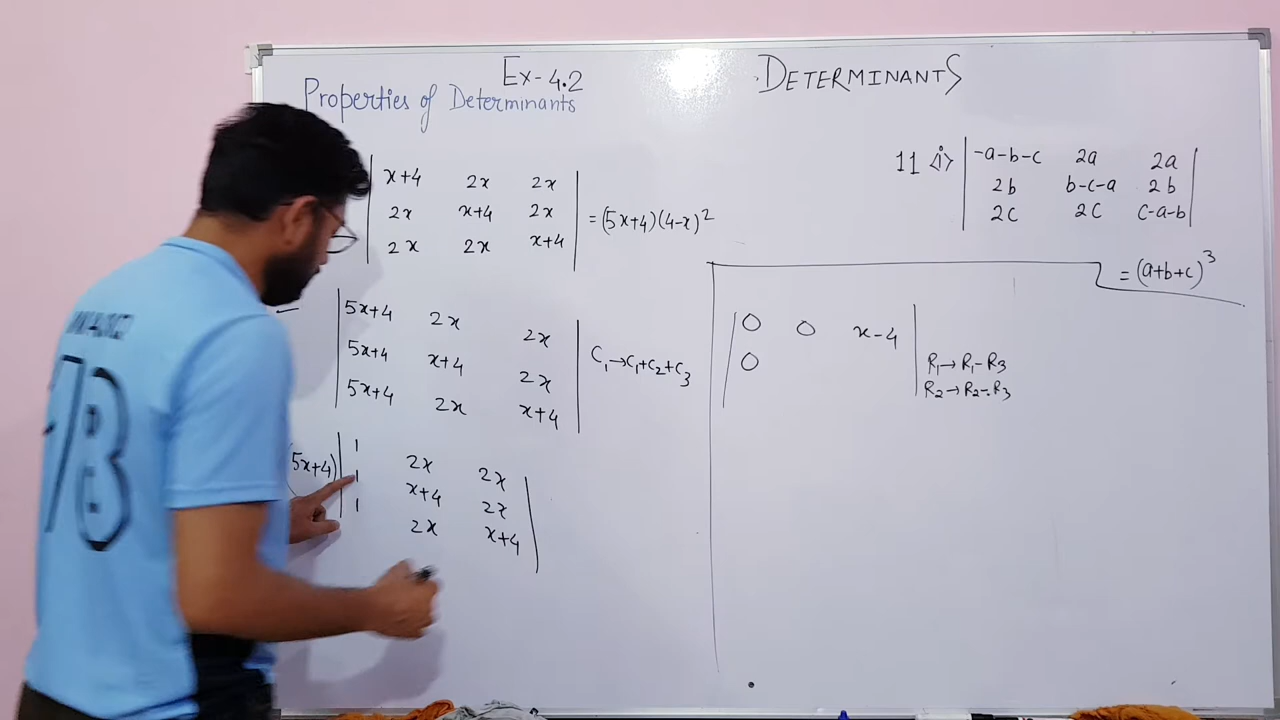 Ex-4.2
DETERMINANTS
Properties of Determinants
x+4 2x 2x
2x x+4 2x
2x 2x x+4
= (5x+4)(4-x)²
11 <i> -a-b-c 2a 2a
2b b-c-a 2b
2c 2c c-a-b
= (a+b+c)³
5x+4 2x 2x
5x+4 x+4 2x
5x+4 2x x+4
C₁→C₁+C₂+C₃
(5x+4) 1 2x 2x
1 x+4 2x
1 2x x+4
0 0 x-4
0
R₁→R₁-R₃
R₂→R₂-R₃
78